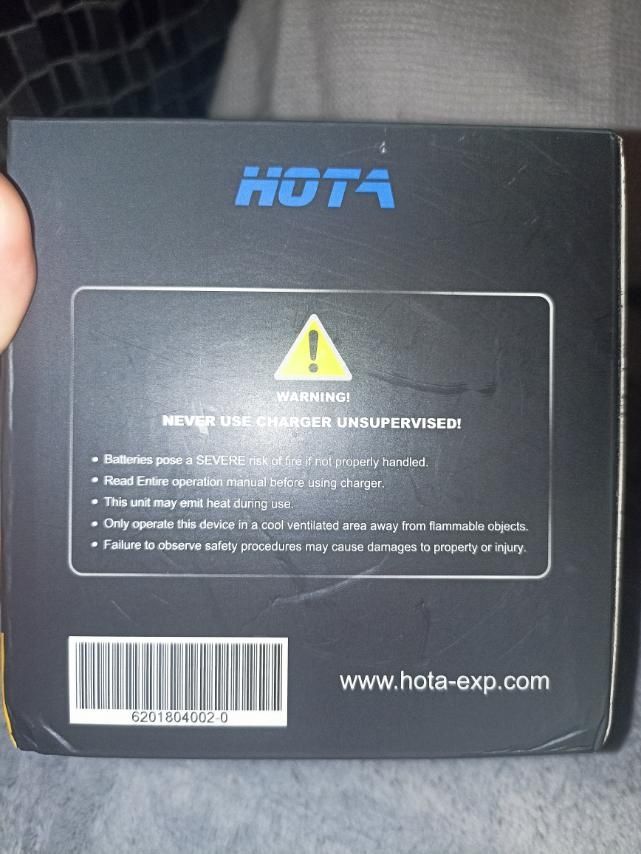 HOTA
WARNING!
NEVER USE CHARGER UNSUPERVISED!
• Batteries pose a SEVERE risk of fire if not properly handled.
• Read Entire operation manual before using charger.
• This unit may emit heat during use.
• Only operate this device in a cool ventilated area away from flammable objects.
• Failure to observe safety procedures may cause damages to property or injury.
6201804002-0
www.hota-exp.com